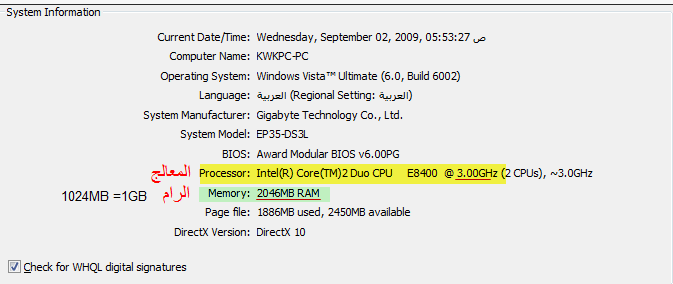 System Information
Current Date/Time: Wednesday, September 02, 2009, 05:53:27 ص
Computer Name: KWKPC-PC
Operating System: Windows Vista™ Ultimate (6.0, Build 6002)
Language: العربية (Regional Setting: العربية)
System Manufacturer: Gigabyte Technology Co., Ltd.
System Model: EP35-DS3L
BIOS: Award Modular BIOS v6.00PG
المعالج Processor: Intel(R) Core(TM)2 Duo CPU E8400 @ 3.00GHz (2 CPUs), ~3.0GHz
1024MB =1GB الرام Memory: 2046MB RAM
Page file: 1886MB used, 2450MB available
DirectX Version: DirectX 10
Check for WHQL digital signatures